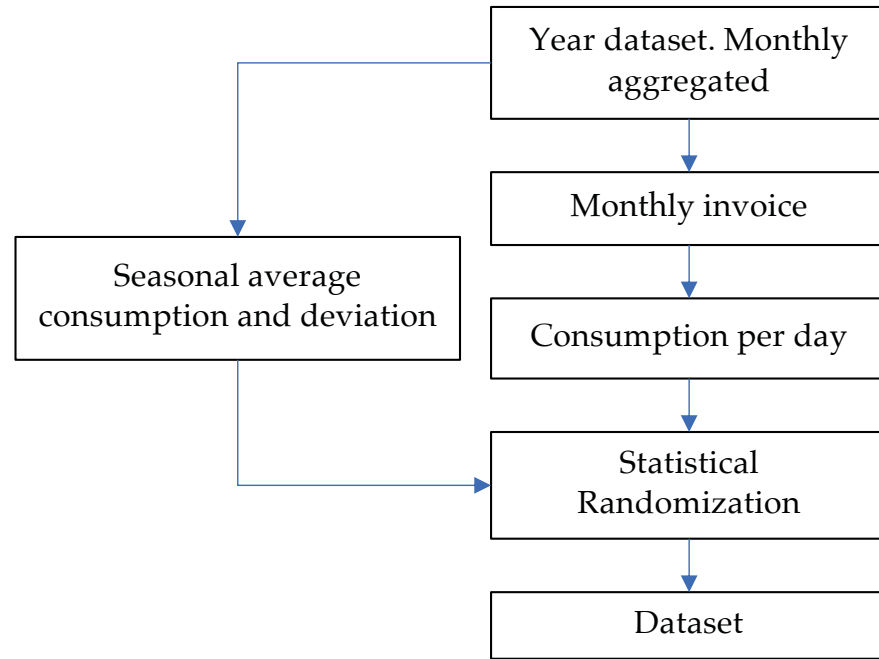 Year dataset. Monthly
aggregated
Monthly invoice
Seasonal average
consumption and deviation
Consumption per day
Statistical
Randomization
Dataset